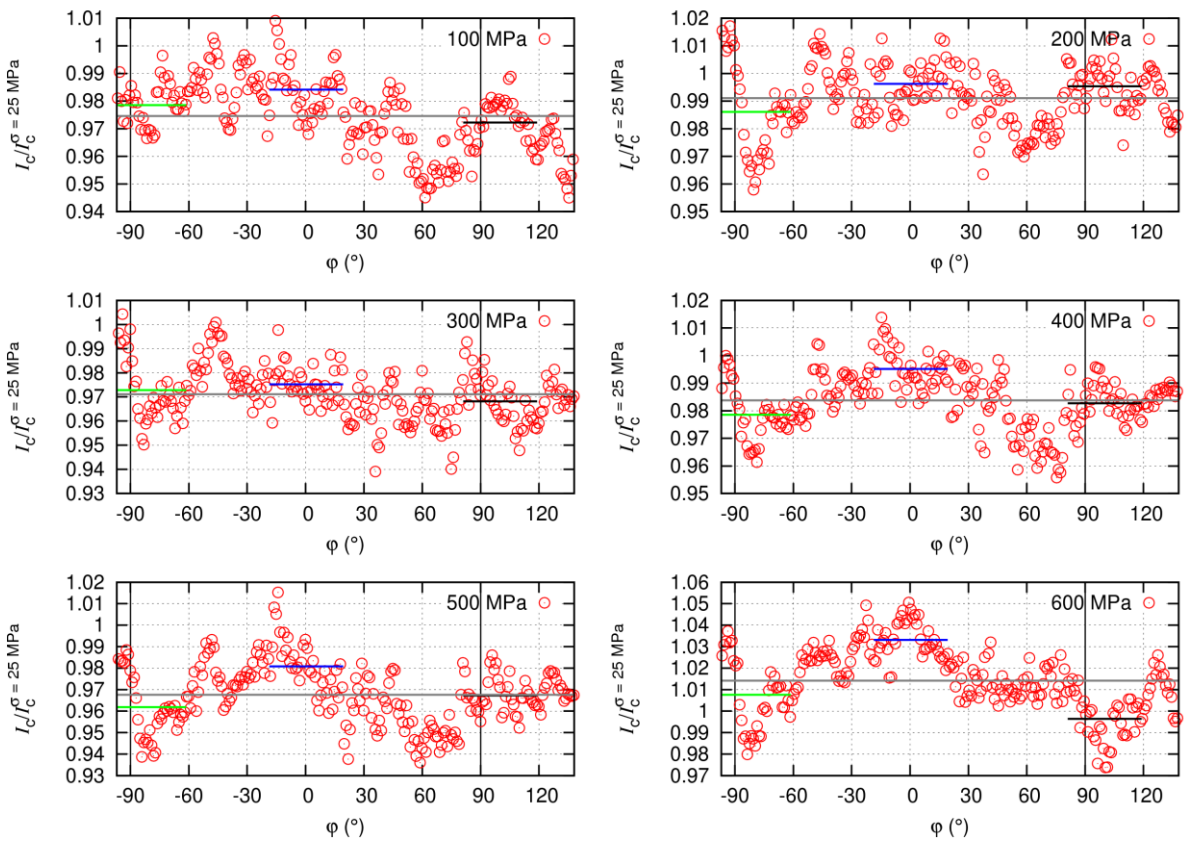 1.01
1
0.99
0.98
0.97
0.96
0.95
0.94
I_c/I_c^{σ = 25 MPa}
100 MPa
-90 -60 -30 0 30 60 90 120
φ (°)
1.02
1.01
1
0.99
0.98
0.97
0.96
0.95
I_c/I_c^{σ = 25 MPa}
200 MPa
-90 -60 -30 0 30 60 90 120
φ (°)
1.01
1
0.99
0.98
0.97
0.96
0.95
0.94
0.93
I_c/I_c^{σ = 25 MPa}
300 MPa
-90 -60 -30 0 30 60 90 120
φ (°)
1.02
1.01
1
0.99
0.98
0.97
0.96
0.95
I_c/I_c^{σ = 25 MPa}
400 MPa
-90 -60 -30 0 30 60 90 120
φ (°)
1.02
1.01
1
0.99
0.98
0.97
0.96
0.95
0.94
0.93
I_c/I_c^{σ = 25 MPa}
500 MPa
-90 -60 -30 0 30 60 90 120
φ (°)
1.06
1.05
1.04
1.03
1.02
1.01
1
0.99
0.98
0.97
I_c/I_c^{σ = 25 MPa}
600 MPa
-90 -60 -30 0 30 60 90 120
φ (°)